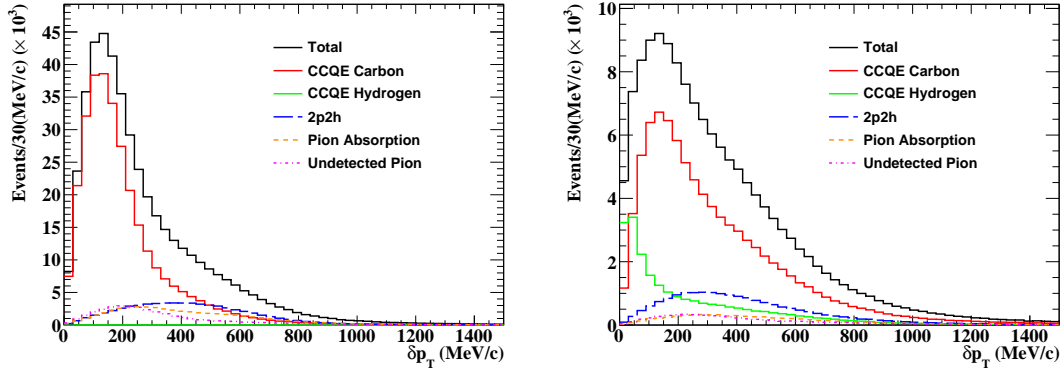 Events/30(MeV/c) (× 10³)
45
40
35
30
25
20
15
10
5
0
Total
CCQE Carbon
CCQE Hydrogen
2p2h
Pion Absorption
Undetected Pion
0 200 400 600 800 1000 1200 1400
δp_T (MeV/c)
Events/30(MeV/c) (× 10³)
10
8
6
4
2
0
Total
CCQE Carbon
CCQE Hydrogen
2p2h
Pion Absorption
Undetected Pion
0 200 400 600 800 1000 1200 1400
δp_T (MeV/c)